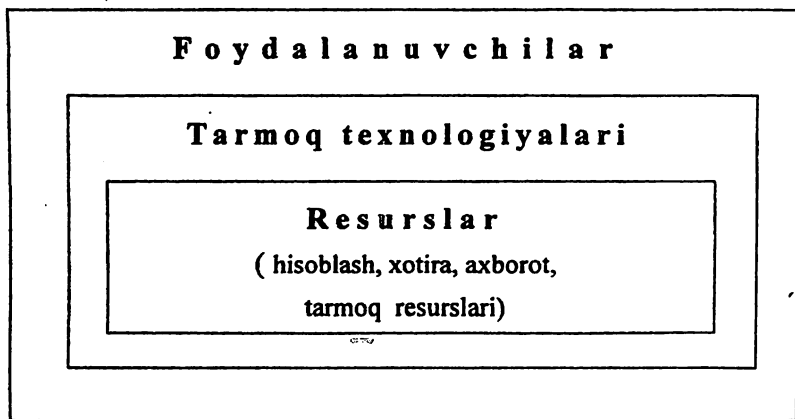 Foydalanuvchilar
Tarmoq texnologiyalari
Resurslar
( hisoblash, xotira, axborot,
tarmoq resurslari)